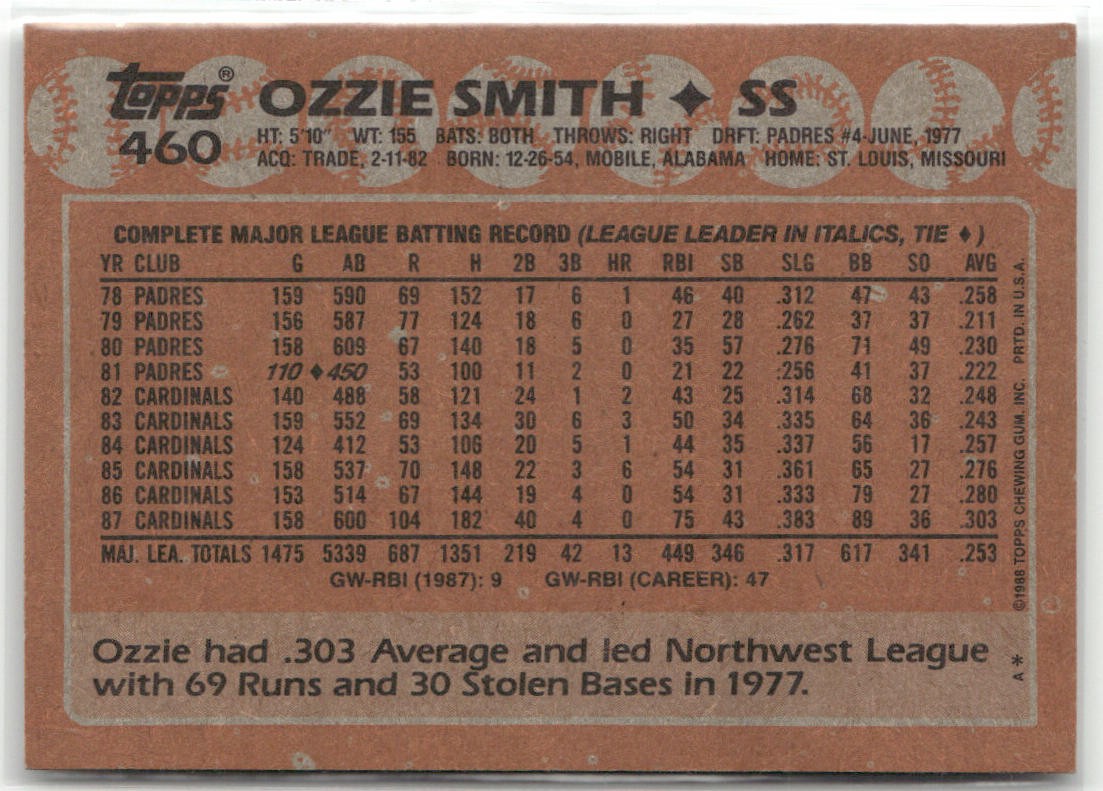 topps® OZZIE SMITH ✦ SS
460 HT: 5'10" WT: 155 BATS: BOTH THROWS: RIGHT DRFT: PADRES #4-JUNE, 1977
ACQ: TRADE, 2-11-82 BORN: 12-26-54, MOBILE, ALABAMA HOME: ST. LOUIS, MISSOURI
COMPLETE MAJOR LEAGUE BATTING RECORD (LEAGUE LEADER IN ITALICS, TIE ♦)
YR CLUB G AB R H 2B 3B HR RBI SB SLG BB SO AVG
78 PADRES 159 590 69 152 17 6 1 46 40 .312 47 43 .258
79 PADRES 156 587 77 124 18 6 0 27 28 .262 37 37 .211
80 PADRES 158 609 67 140 18 5 0 35 57 .276 71 49 .230
81 PADRES 110 ♦450 53 100 11 2 0 21 22 .256 41 37 .222
82 CARDINALS 140 488 58 121 24 1 2 43 25 .314 68 32 .248
83 CARDINALS 159 552 69 134 30 6 3 50 34 .335 64 36 .243
84 CARDINALS 124 412 53 106 20 5 1 44 35 .337 56 17 .257
85 CARDINALS 158 537 70 148 22 3 6 54 31 .361 65 27 .276
86 CARDINALS 153 514 67 144 19 4 0 54 31 .333 79 27 .280
87 CARDINALS 158 600 104 182 40 4 0 75 43 .383 89 36 .303
MAJ. LEA. TOTALS 1475 5339 687 1351 219 42 13 449 346 .317 617 341 .253
GW-RBI (1987): 9 GW-RBI (CAREER): 47
©1988 TOPPS CHEWING GUM, INC. PRTD. IN U.S.A.
Ozzie had .303 Average and led Northwest League
with 69 Runs and 30 Stolen Bases in 1977.
A*